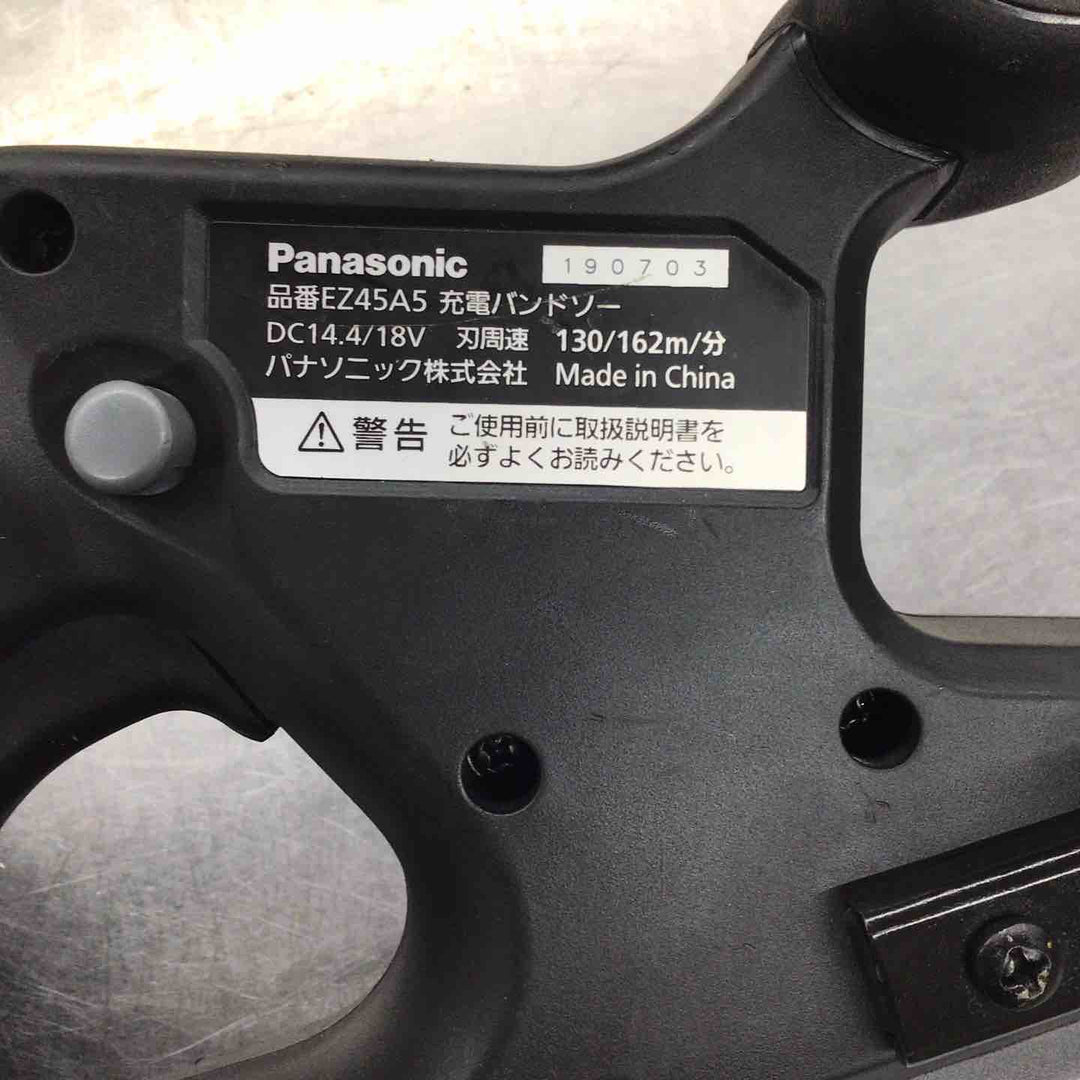 Panasonic 190703
品番EZ45A5 充電バンドソー
DC14.4/18V 刃周速 130/162m/分
パナソニック株式会社 Made in China
警告 ご使用前に取扱説明書を
必ずよくお読みください。